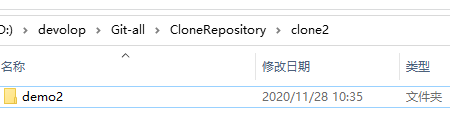 D:) > devolop > Git-all > CloneRepository > clone2
名称 修改日期 类型
demo2 2020/11/28 10:35 文件夹